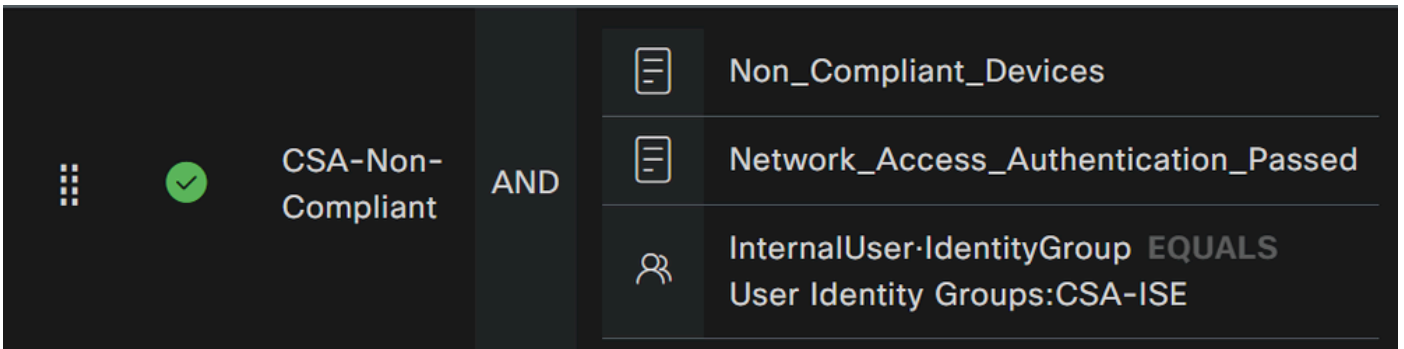 CSA-Non-
Compliant
AND
Non_Compliant_Devices
Network_Access_Authentication_Passed
InternalUser·IdentityGroup EQUALS
User Identity Groups:CSA-ISE